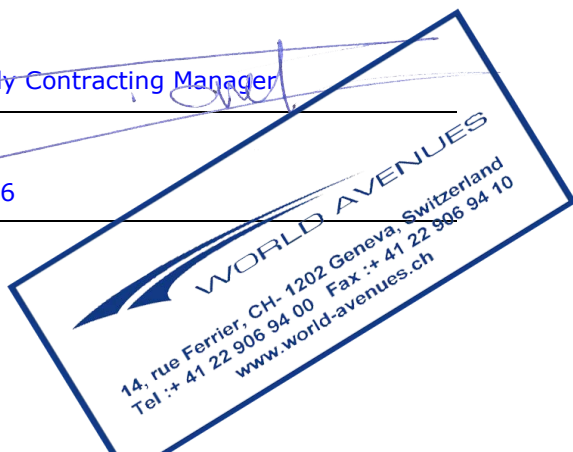 y Contracting Manager
6
WORLD AVENUES
14, rue Ferrier, CH- 1202 Geneva, Switzerland
Tel :+ 41 22 906 94 00 Fax :+ 41 22 906 94 10
www.world-avenues.ch